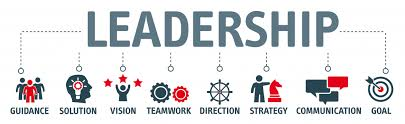 LEADERSHIP
GUIDANCE SOLUTION VISION TEAMWORK DIRECTION STRATEGY COMMUNICATION GOAL